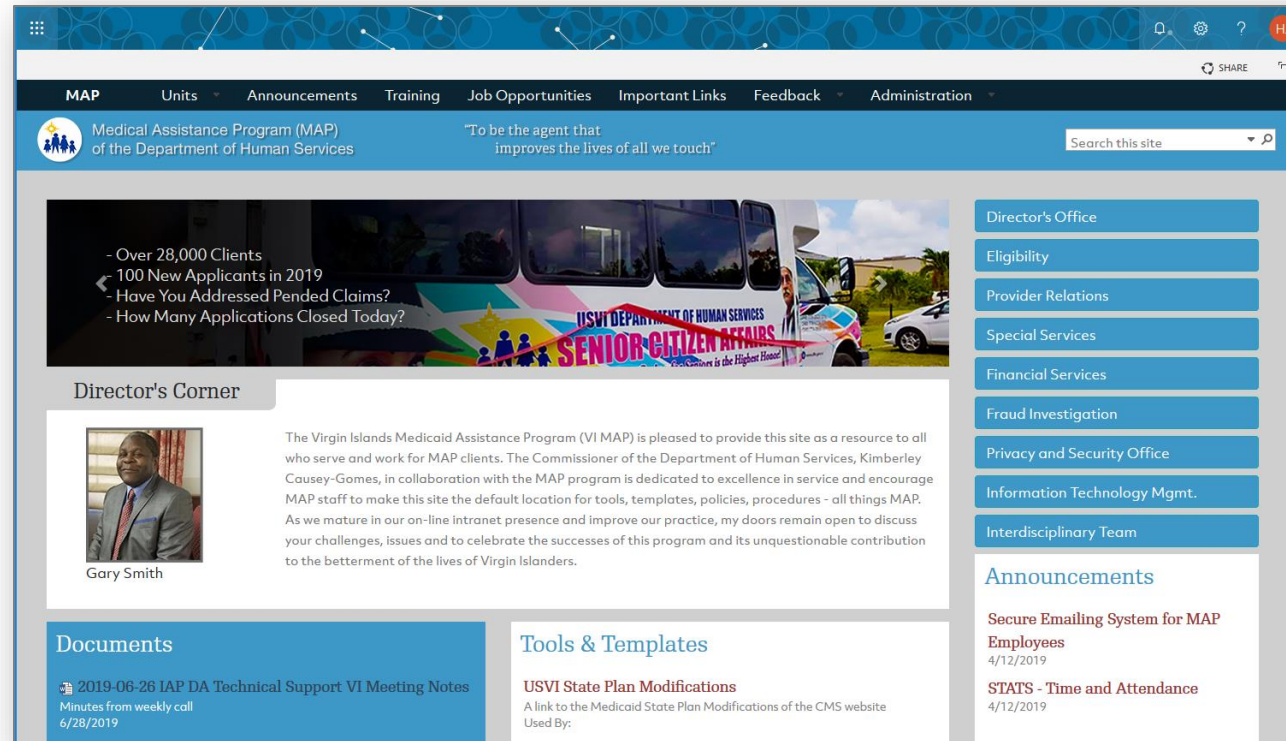 SHARE
MAP Units Announcements Training Job Opportunities Important Links Feedback Administration
Medical Assistance Program (MAP)
of the Department of Human Services
"To be the agent that
improves the lives of all we touch"
Search this site
- Over 28,000 Clients
- 100 New Applicants in 2019
- Have You Addressed Pended Claims?
- How Many Applications Closed Today?
USVI DEPARTMENT OF HUMAN SERVICES
SENIOR CITIZEN AFFAIRS
Seniors is the Highest Honor!
Director's Office
Eligibility
Provider Relations
Special Services
Financial Services
Fraud Investigation
Privacy and Security Office
Information Technology Mgmt.
Interdisciplinary Team
Director's Corner
Gary Smith
The Virgin Islands Medicaid Assistance Program (VI MAP) is pleased to provide this site as a resource to all
who serve and work for MAP clients. The Commissioner of the Department of Human Services, Kimberley
Causey-Gomes, in collaboration with the MAP program is dedicated to excellence in service and encourage
MAP staff to make this site the default location for tools, templates, policies, procedures - all things MAP.
As we mature in our on-line intranet presence and improve our practice, my doors remain open to discuss
your challenges, issues and to celebrate the successes of this program and its unquestionable contribution
to the betterment of the lives of Virgin Islanders.
Announcements
Secure Emailing System for MAP
Employees
4/12/2019
STATS - Time and Attendance
4/12/2019
Documents
2019-06-26 IAP DA Technical Support VI Meeting Notes
Minutes from weekly call
6/28/2019
Tools & Templates
USVI State Plan Modifications
A link to the Medicaid State Plan Modifications of the CMS website
Used By: